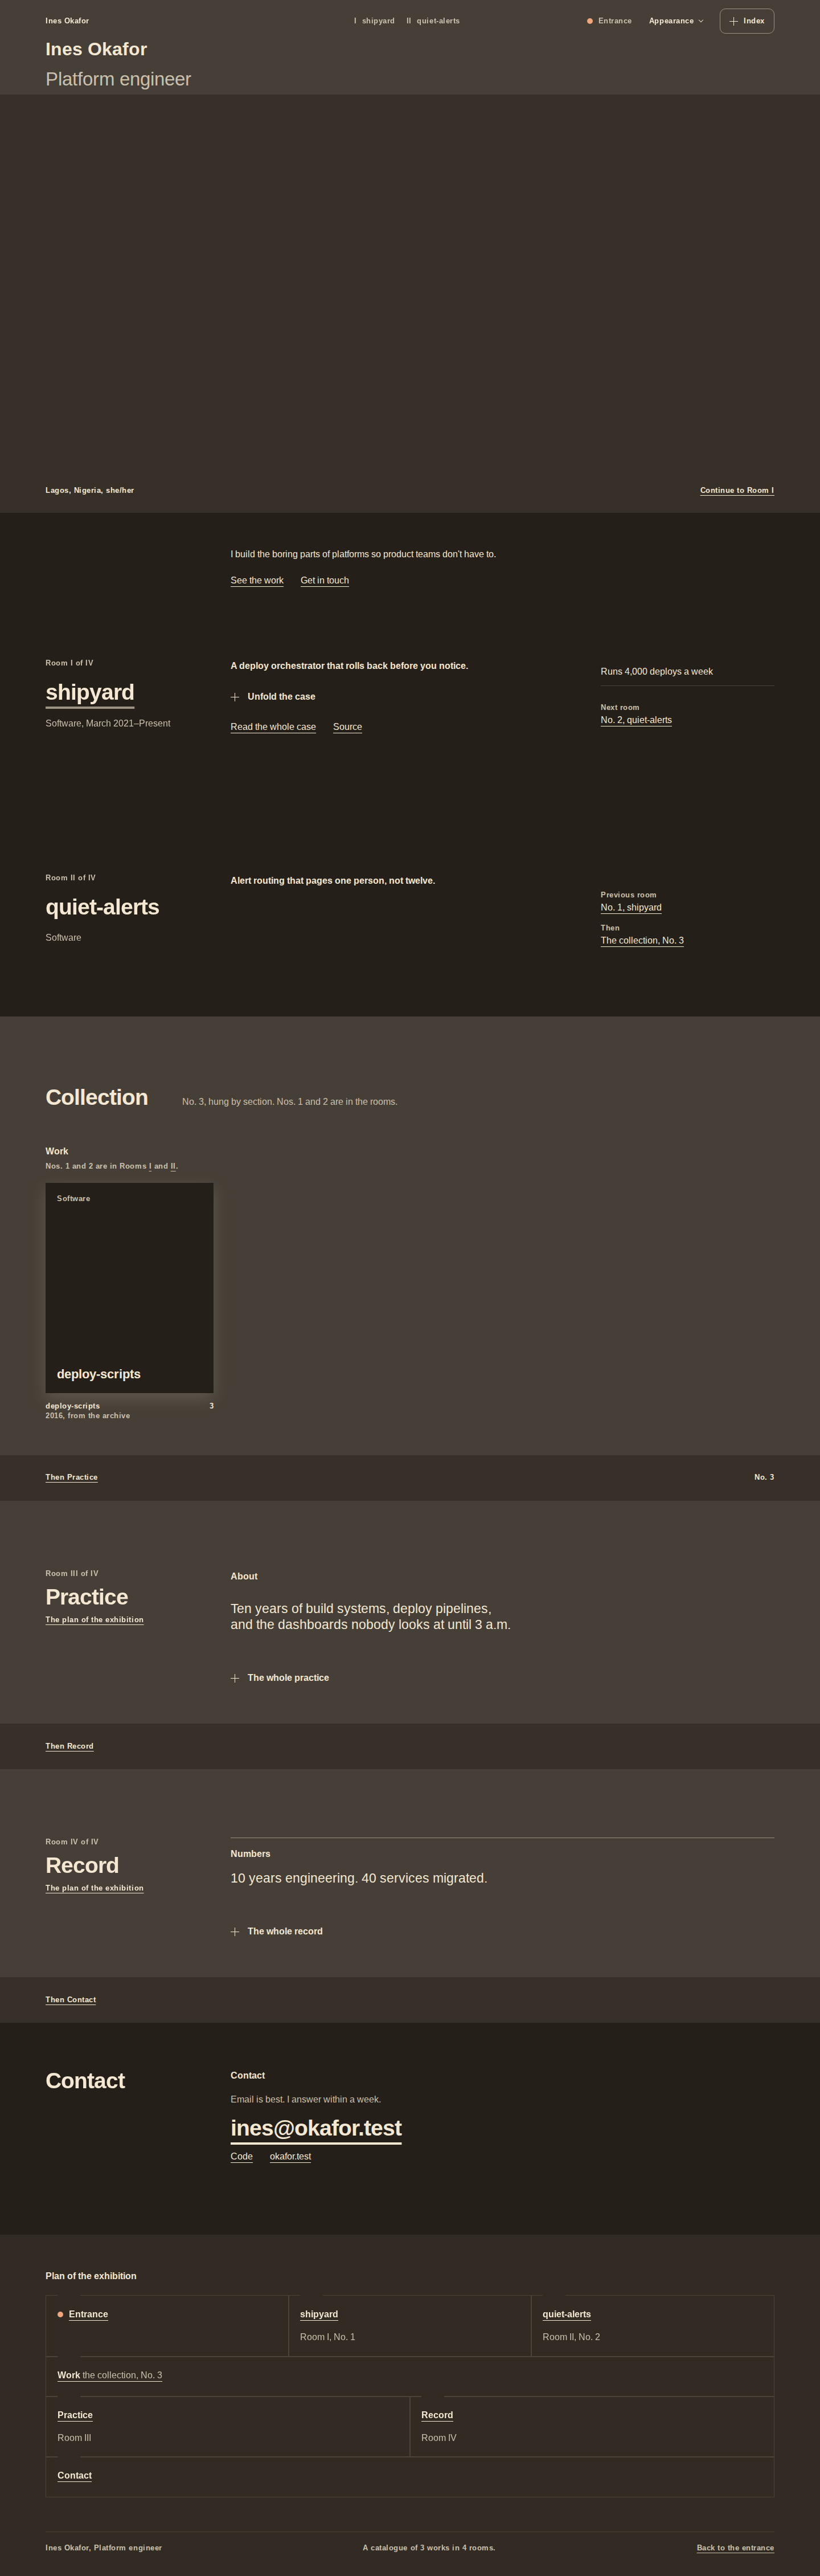 Ines Okafor
I shipyard II quiet-alerts
Entrance Appearance Index
Ines Okafor
Platform engineer
Lagos, Nigeria, she/her
Continue to Room I
I build the boring parts of platforms so product teams don't have to.
See the work Get in touch
Room I of IV
shipyard
Software, March 2021–Present
A deploy orchestrator that rolls back before you notice.
Unfold the case
Read the whole case Source
Runs 4,000 deploys a week
Next room
No. 2, quiet-alerts
Room II of IV
quiet-alerts
Software
Alert routing that pages one person, not twelve.
Previous room
No. 1, shipyard
Then
The collection, No. 3
Collection
No. 3, hung by section. Nos. 1 and 2 are in the rooms.
Work
Nos. 1 and 2 are in Rooms I and II.
Software
deploy-scripts
deploy-scripts 3
2016, from the archive
Then Practice
No. 3
Room III of IV
Practice
The plan of the exhibition
About
Ten years of build systems, deploy pipelines,
and the dashboards nobody looks at until 3 a.m.
The whole practice
Then Record
Room IV of IV
Record
The plan of the exhibition
Numbers
10 years engineering. 40 services migrated.
The whole record
Then Contact
Contact
Contact
Email is best. I answer within a week.
ines@okafor.test
Code okafor.test
Plan of the exhibition
Entrance
shipyard
Room I, No. 1
quiet-alerts
Room II, No. 2
Work the collection, No. 3
Practice
Room III
Record
Room IV
Contact
Ines Okafor, Platform engineer
A catalogue of 3 works in 4 rooms.
Back to the entrance